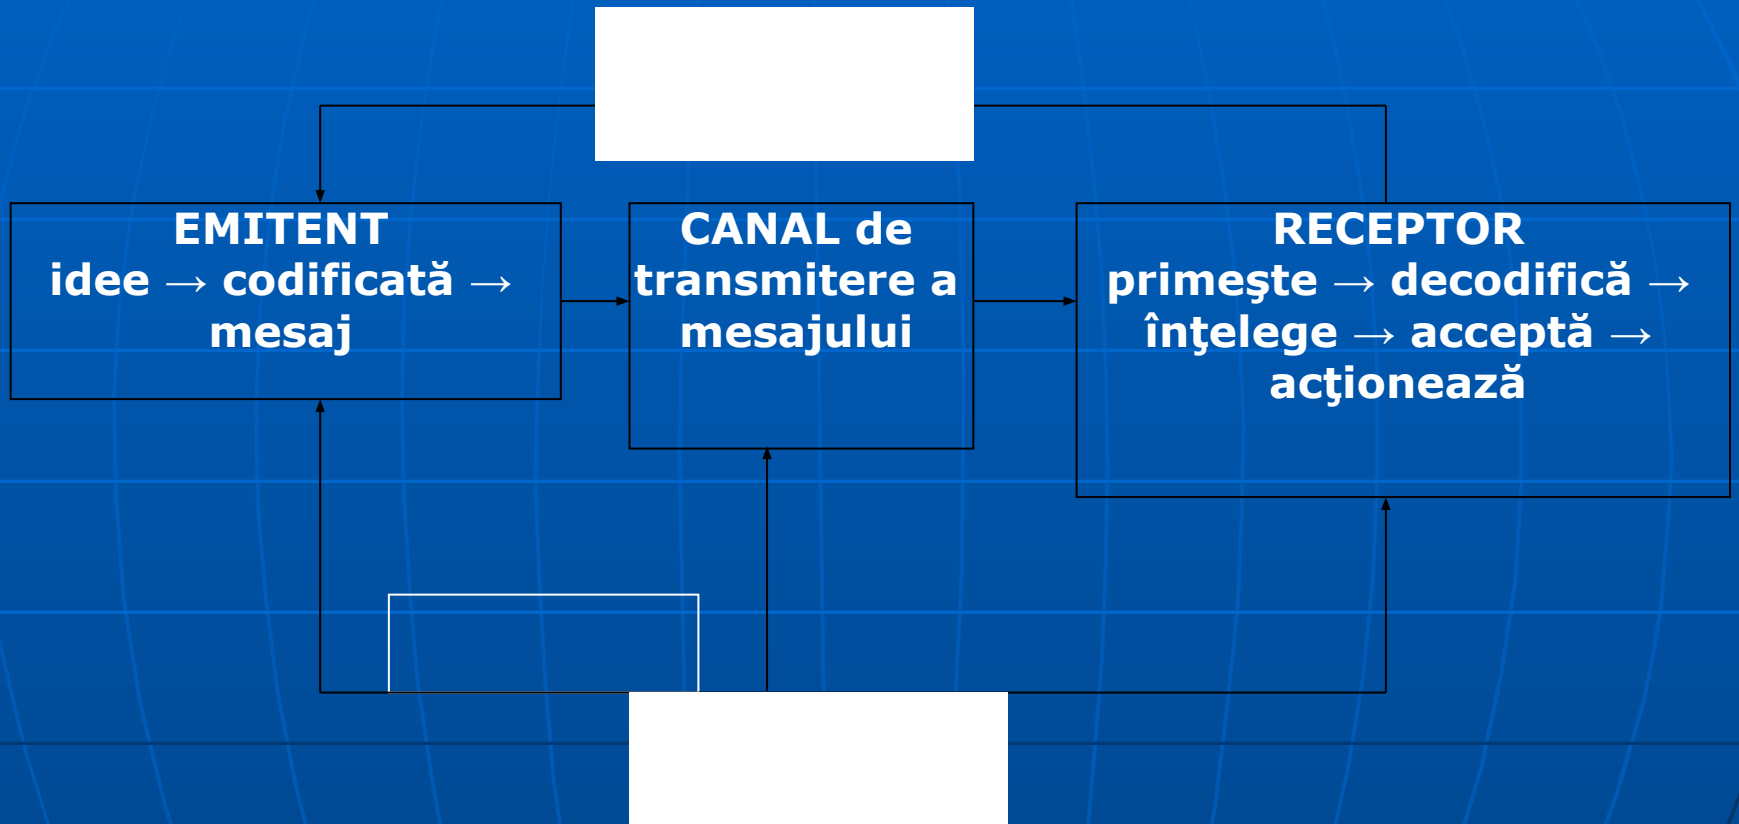 EMITENT
idee → codificată →
mesaj
CANAL de
transmitere a
mesajului
RECEPTOR
primeşte → decodifică →
înţelege → acceptă →
acţionează